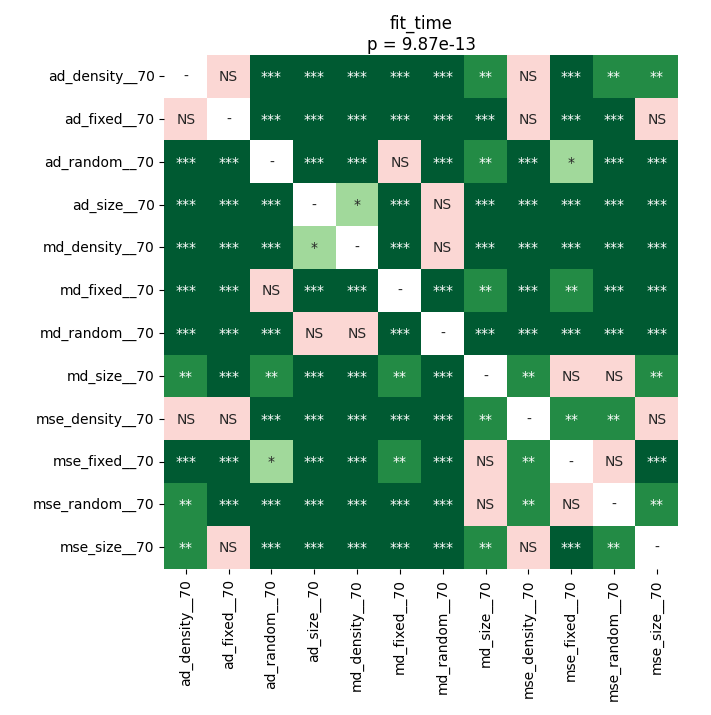 fit_time
p = 9.87e-13
ad_density__70 - NS *** *** *** *** *** ** NS *** ** **
ad_fixed__70 NS - *** *** *** *** *** *** NS *** *** NS
ad_random__70 *** *** - *** *** NS *** ** *** * *** ***
ad_size__70 *** *** *** - * *** NS *** *** *** *** ***
md_density__70 *** *** *** * - *** NS *** *** *** *** ***
md_fixed__70 *** *** NS *** *** - *** ** *** ** *** ***
md_random__70 *** *** *** NS NS *** - *** *** *** *** ***
md_size__70 ** *** ** *** *** ** *** - ** NS NS **
mse_density__70 NS NS *** *** *** *** *** ** - ** ** NS
mse_fixed__70 *** *** * *** *** ** *** NS ** - NS ***
mse_random__70 ** *** *** *** *** *** *** NS ** NS - **
mse_size__70 ** NS *** *** *** *** *** ** NS *** ** -
ad_density__70
ad_fixed__70
ad_random__70
ad_size__70
md_density__70
md_fixed__70
md_random__70
md_size__70
mse_density__70
mse_fixed__70
mse_random__70
mse_size__70